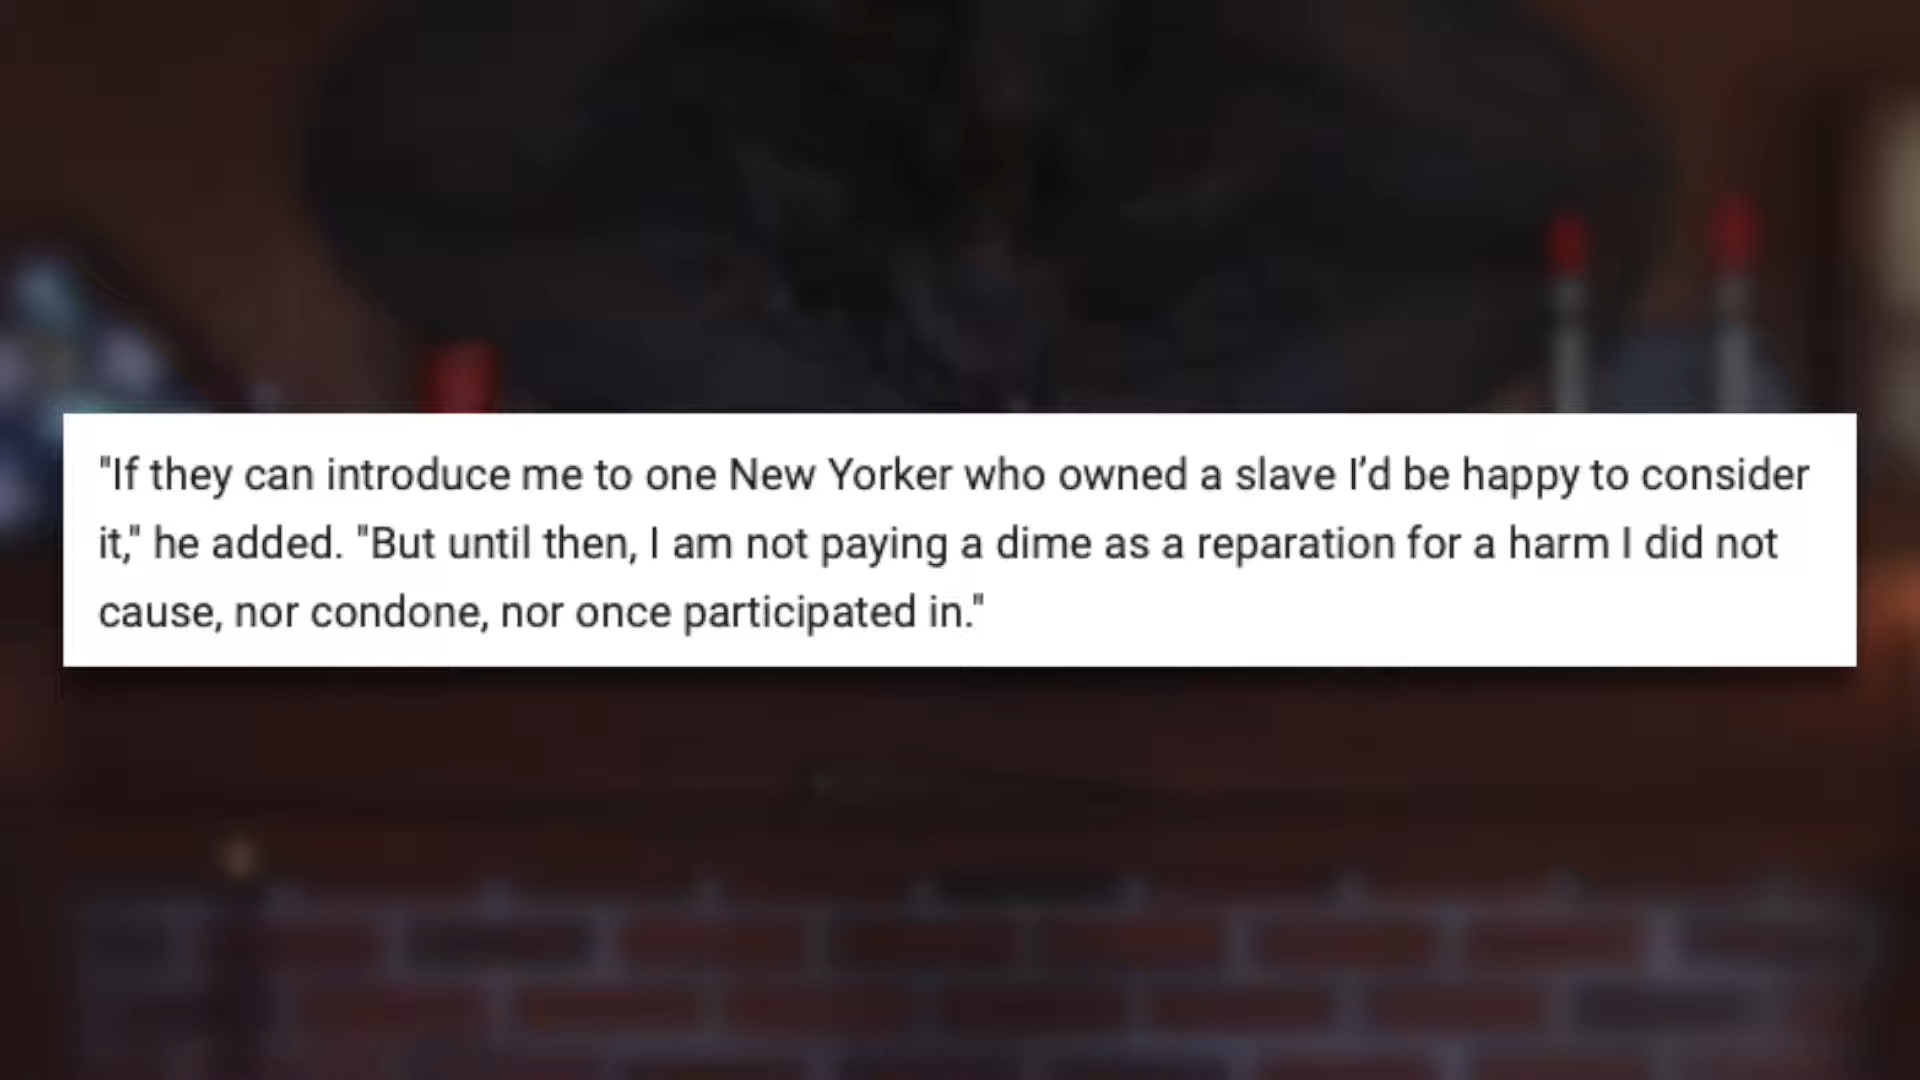 "If they can introduce me to one New Yorker who owned a slave I’d be happy to consider
it," he added. "But until then, I am not paying a dime as a reparation for a harm I did not
cause, nor condone, nor once participated in."